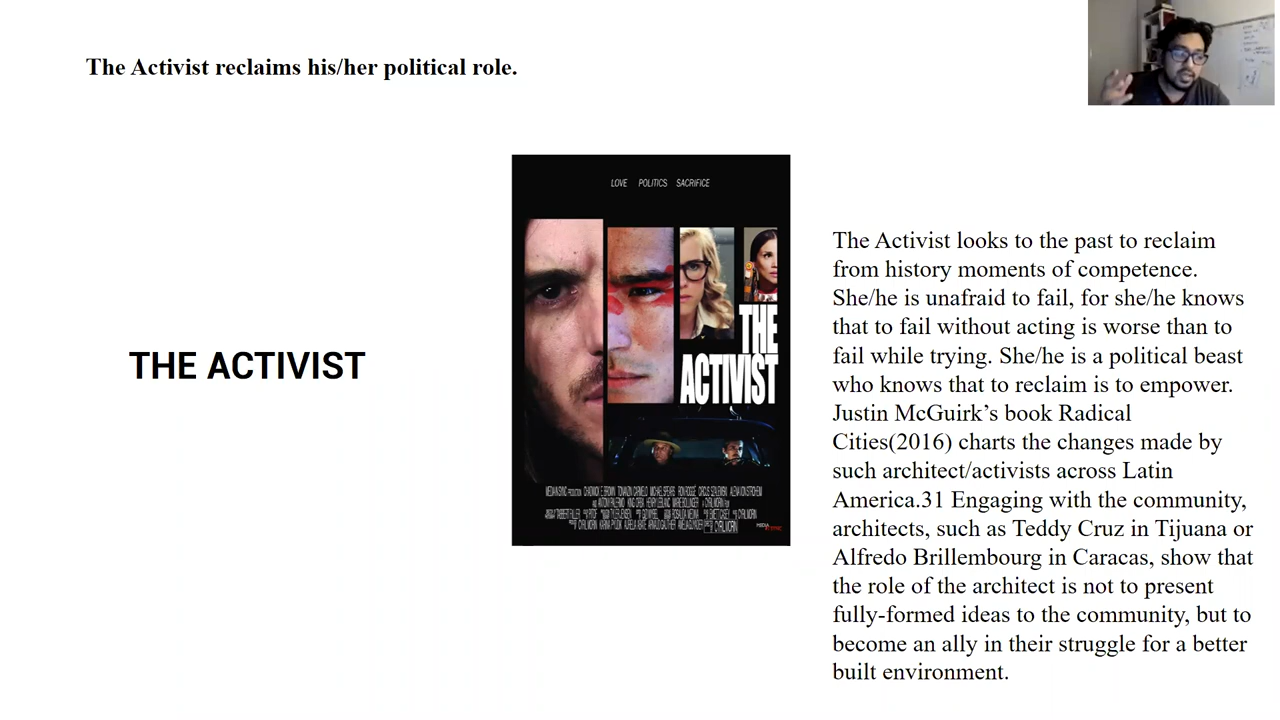 The Activist reclaims his/her political role.
LOVE POLITICS SACRIFICE
THE
ACTIVIST
THE ACTIVIST
The Activist looks to the past to reclaim
from history moments of competence.
She/he is unafraid to fail, for she/he knows
that to fail without acting is worse than to
fail while trying. She/he is a political beast
who knows that to reclaim is to empower.
Justin McGuirk’s book Radical
Cities(2016) charts the changes made by
such architect/activists across Latin
America.31 Engaging with the community,
architects, such as Teddy Cruz in Tijuana or
Alfredo Brillembourg in Caracas, show that
the role of the architect is not to present
fully-formed ideas to the community, but to
become an ally in their struggle for a better
built environment.